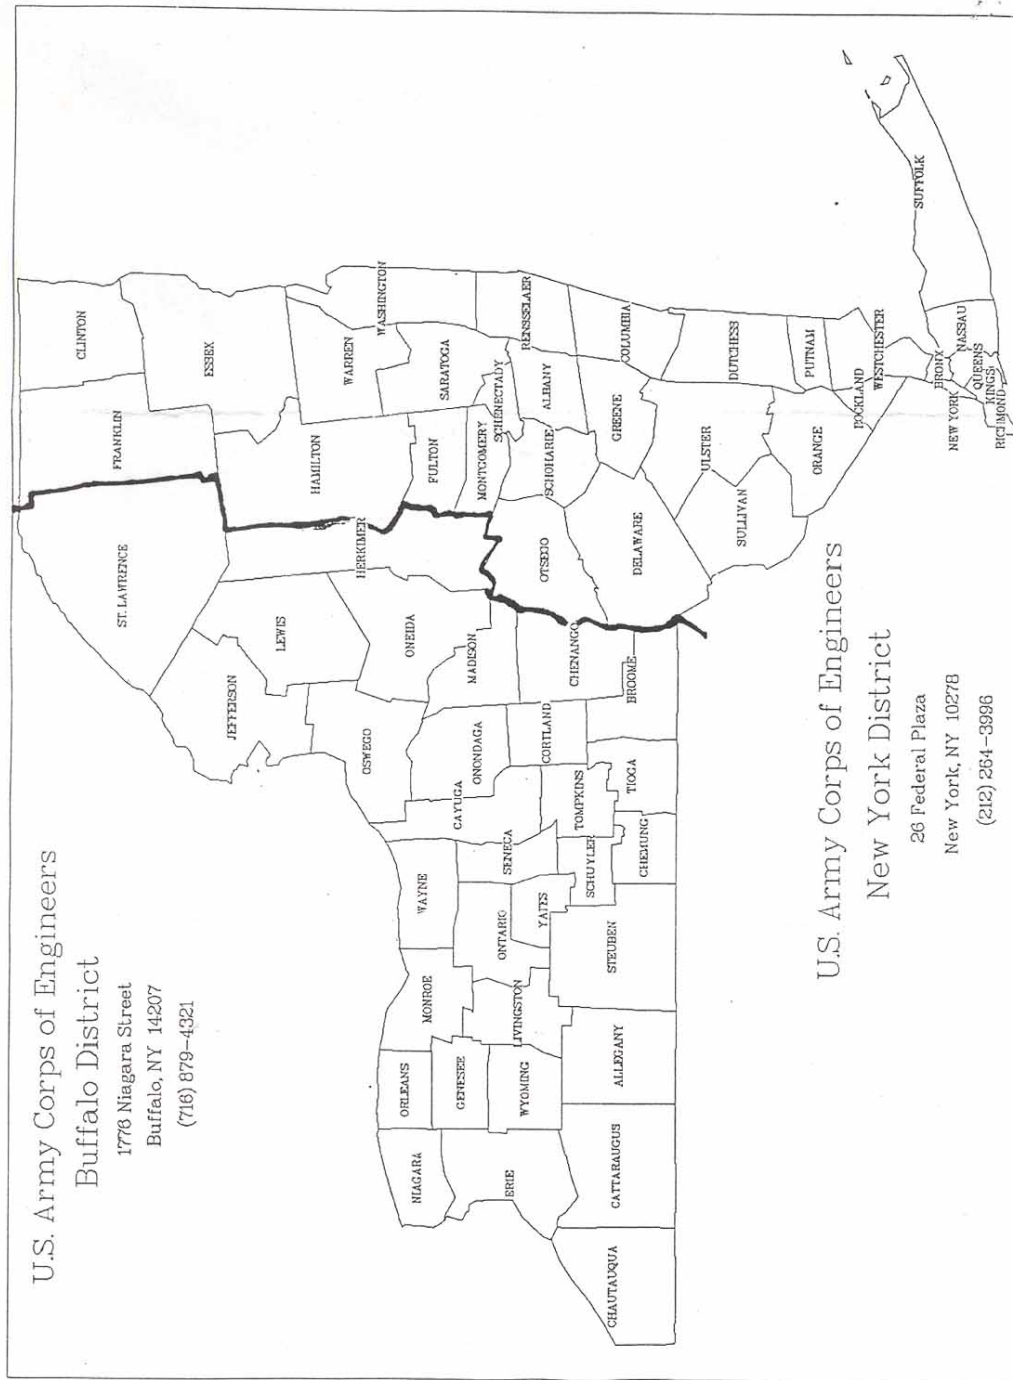 U.S. Army Corps of Engineers
Buffalo District
1776 Niagara Street
Buffalo, NY 14207
(716) 879-4321
CLINTON
FRANKLIN
ST. LAWRENCE
ESSEX
JEFFERSON
LEWIS
HAMILTON
HERKIMER
WARREN
WASHINGTON
OSWEGO
ONEIDA
FULTON
SARATOGA
NIAGARA
ORLEANS
MONROE
WAYNE
CAYUGA
ONONDAGA
MADISON
MONTGOMERY
SCHENECTADY
RENSSELAER
GENESEE
ONTARIO
SENECA
ERIE
WYOMING
LIVINGSTON
YATES
CORTLAND
CHENANGO
OTSEGO
SCHOHARIE
ALBANY
SCHUYLER
TOMPKINS
CHAUTAUQUA
CATTARAUGUS
ALLEGANY
STEUBEN
CHEMUNG
TIOGA
BROOME
DELAWARE
GREENE
COLUMBIA
ULSTER
SULLIVAN
DUTCHESS
ORANGE
PUTNAM
ROCKLAND
WESTCHESTER
SUFFOLK
NEW YORK
BRONX
NASSAU
QUEENS
KINGS
RICHMOND
U.S. Army Corps of Engineers
New York District
26 Federal Plaza
New York, NY 10278
(212) 264-3996